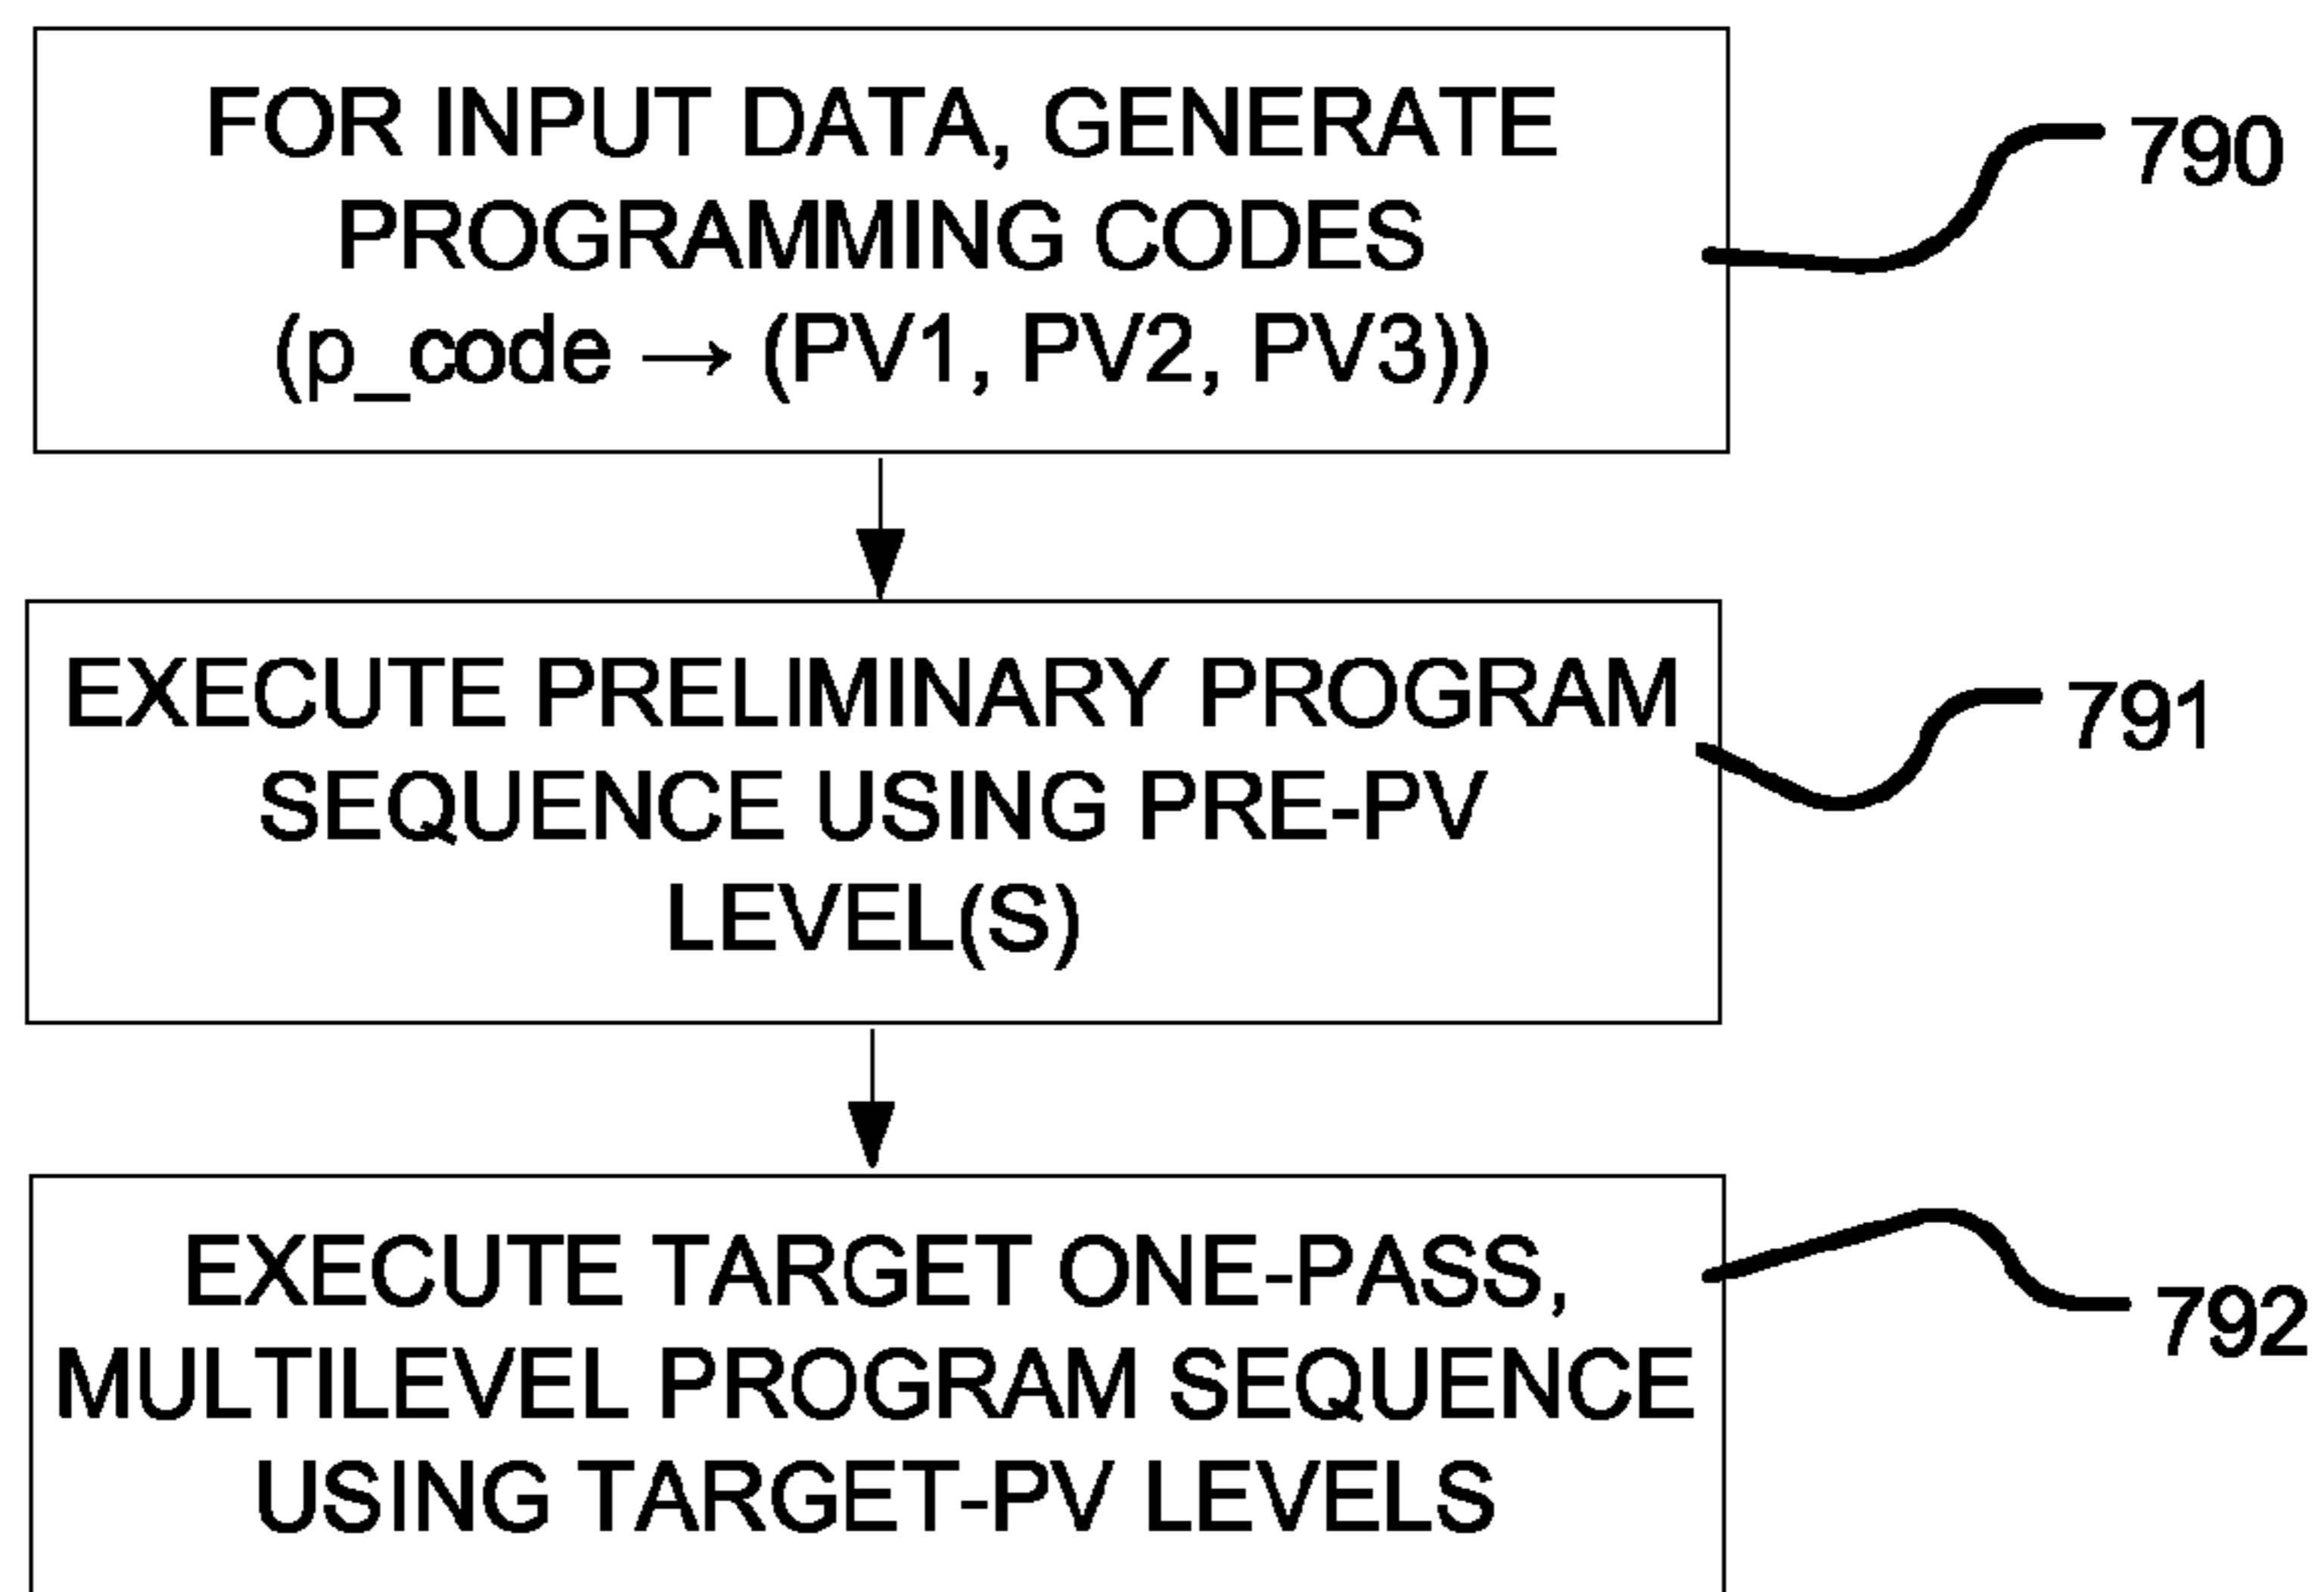 FOR INPUT DATA, GENERATE
PROGRAMMING CODES
(p_code → (PV1, PV2, PV3))
790
EXECUTE PRELIMINARY PROGRAM
SEQUENCE USING PRE-PV
LEVEL(S)
791
EXECUTE TARGET ONE-PASS,
MULTILEVEL PROGRAM SEQUENCE
USING TARGET-PV LEVELS
792